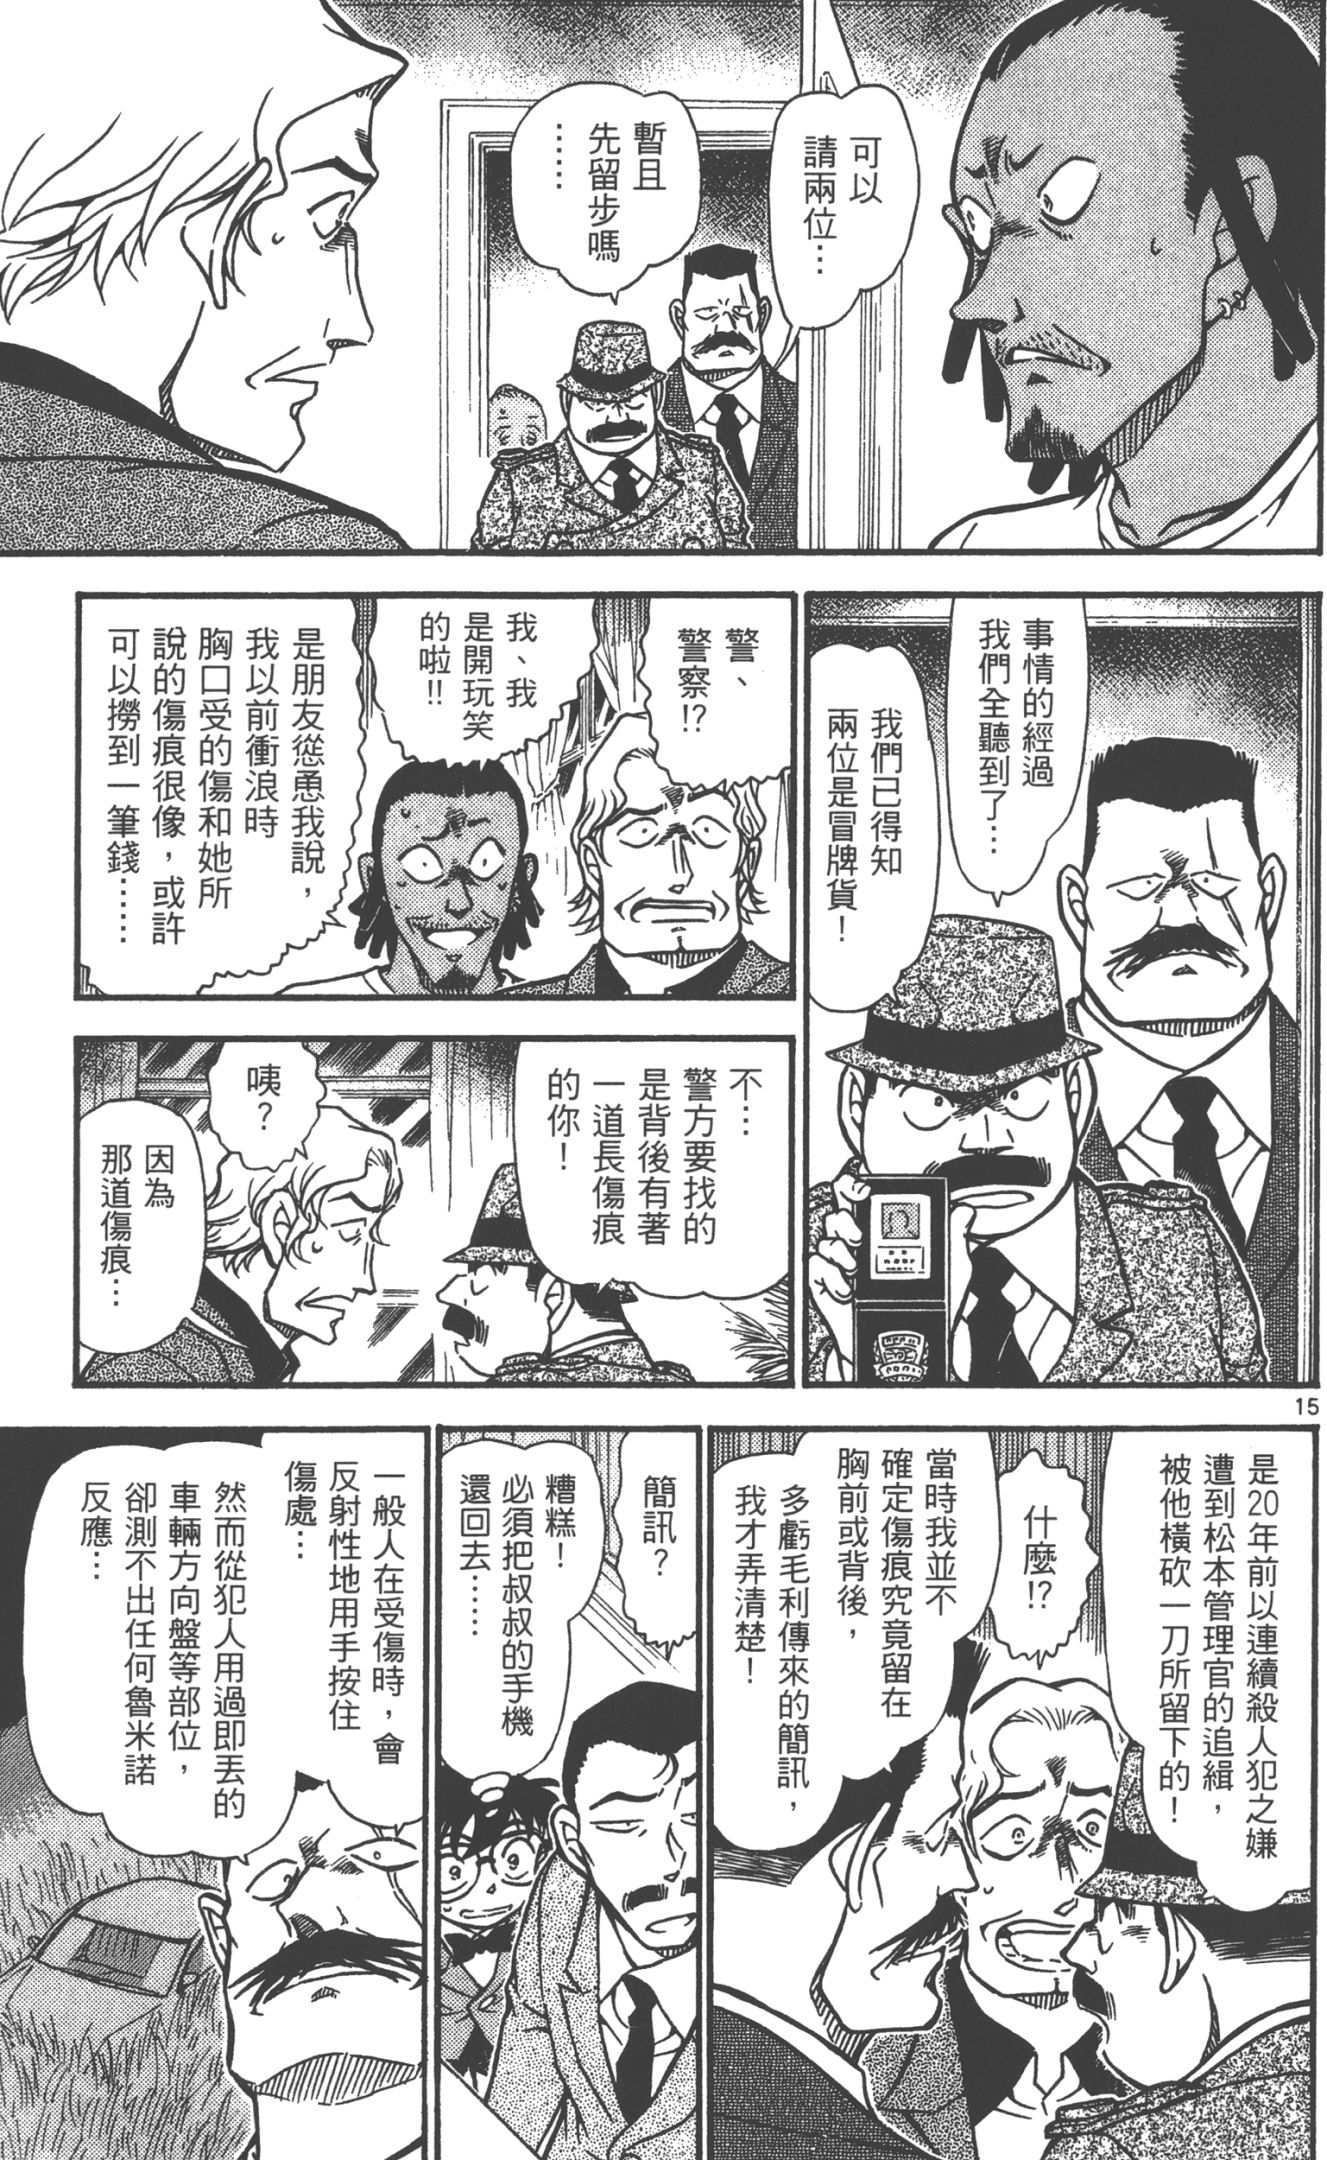 可以
請兩位…
暫且
先留步嗎
……
事情的經過
我們全聽到了…
我們已得知
兩位是冒牌貨！
警、
警察!?
我、我
是開玩笑
的啦!!
是朋友慫恿我說，
我以前衝浪時
胸口受的傷和她所
說的傷痕很像，或許
可以撈到一筆錢……
不…
警方要找的
是背後有著
一道長傷痕
的你！
咦？
因為
那道傷痕…
15
是20年前以連續殺人犯之嫌
遭到松本管理官的追緝，
被他橫砍一刀所留下的！
什麼!?
當時我並不
確定傷痕究竟留在
胸前或背後，
多虧毛利傳來的簡訊，
我才弄清楚！
簡訊？
糟糕！
必須把叔叔的手機
還回去……
一般人在受傷時，會
反射性地用手按住
傷處…
然而從犯人用過即丟的
車輛方向盤等部位，
卻測不出任何魯米諾
反應…